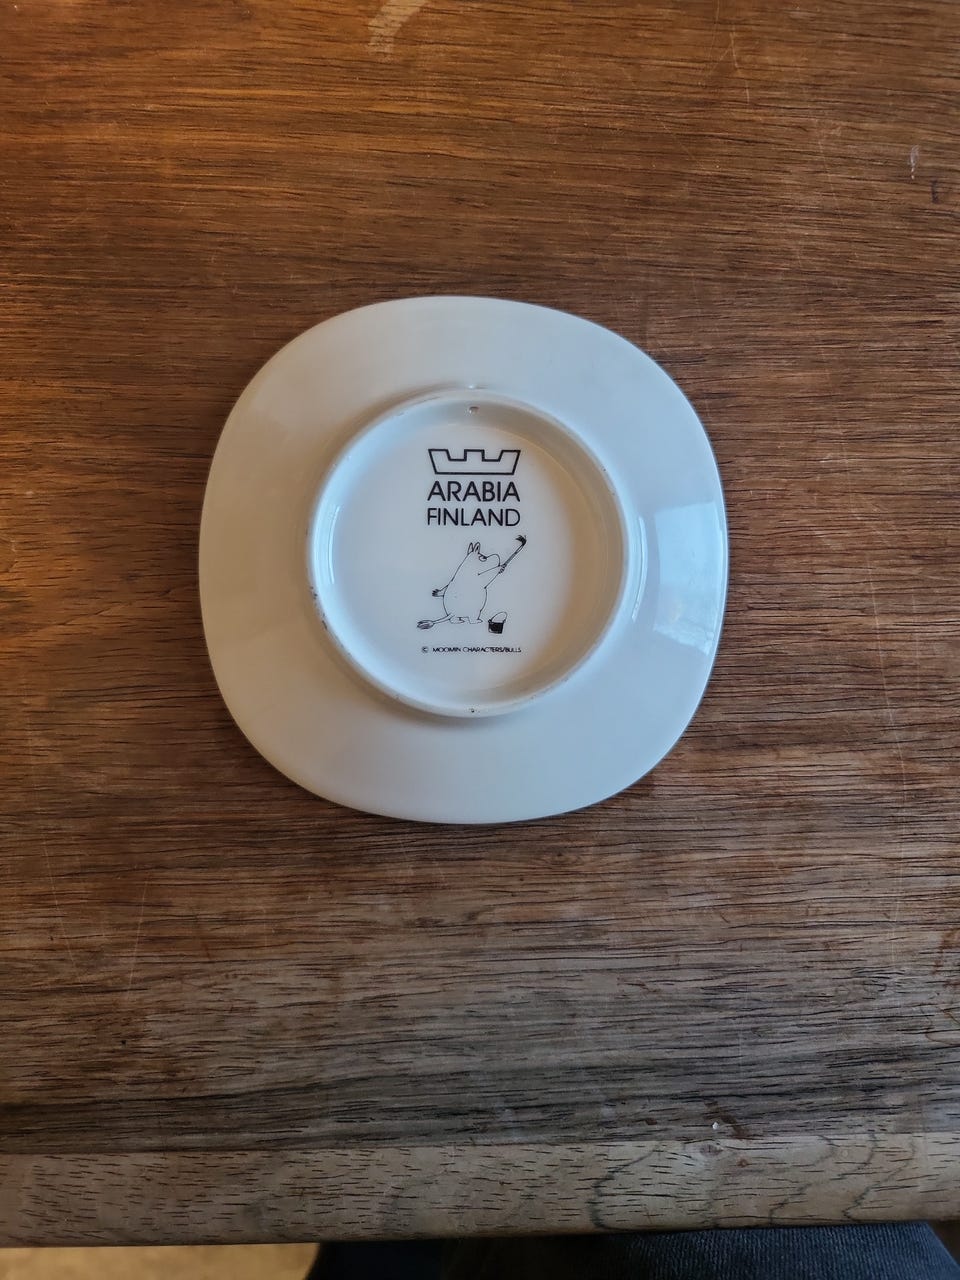 ARABIA
FINLAND
© MOOMIN CHARACTERS/BULLS